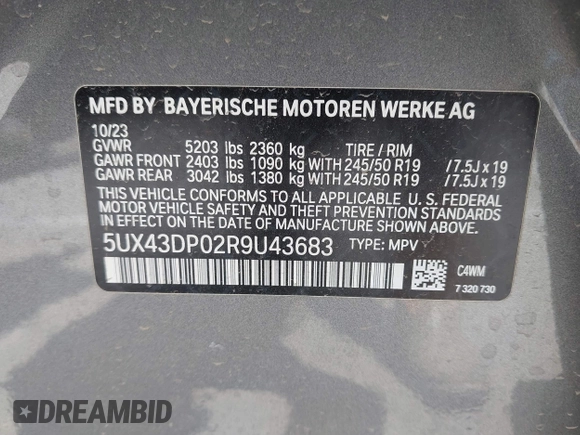 MFD BY BAYERISCHE MOTOREN WERKE AG
10/23
GVWR 5203 lbs 2360 kg TIRE / RIM
GAWR FRONT 2403 lbs 1090 kg WITH 245/50 R19 /7.5J x 19
GAWR REAR 3042 lbs 1380 kg WITH 245/50 R19 /7.5J x 19
THIS VEHICLE CONFORMS TO ALL APPLICABLE U. S. FEDERAL
MOTOR VEHICLE SAFETY AND THEFT PREVENTION STANDARDS
IN EFFECT ON THE DATE OF MANUFACTURE SHOWN ABOVE.
5UX43DP02R9U43683 TYPE: MPV
C4WM
7 320 730
DREAMBID